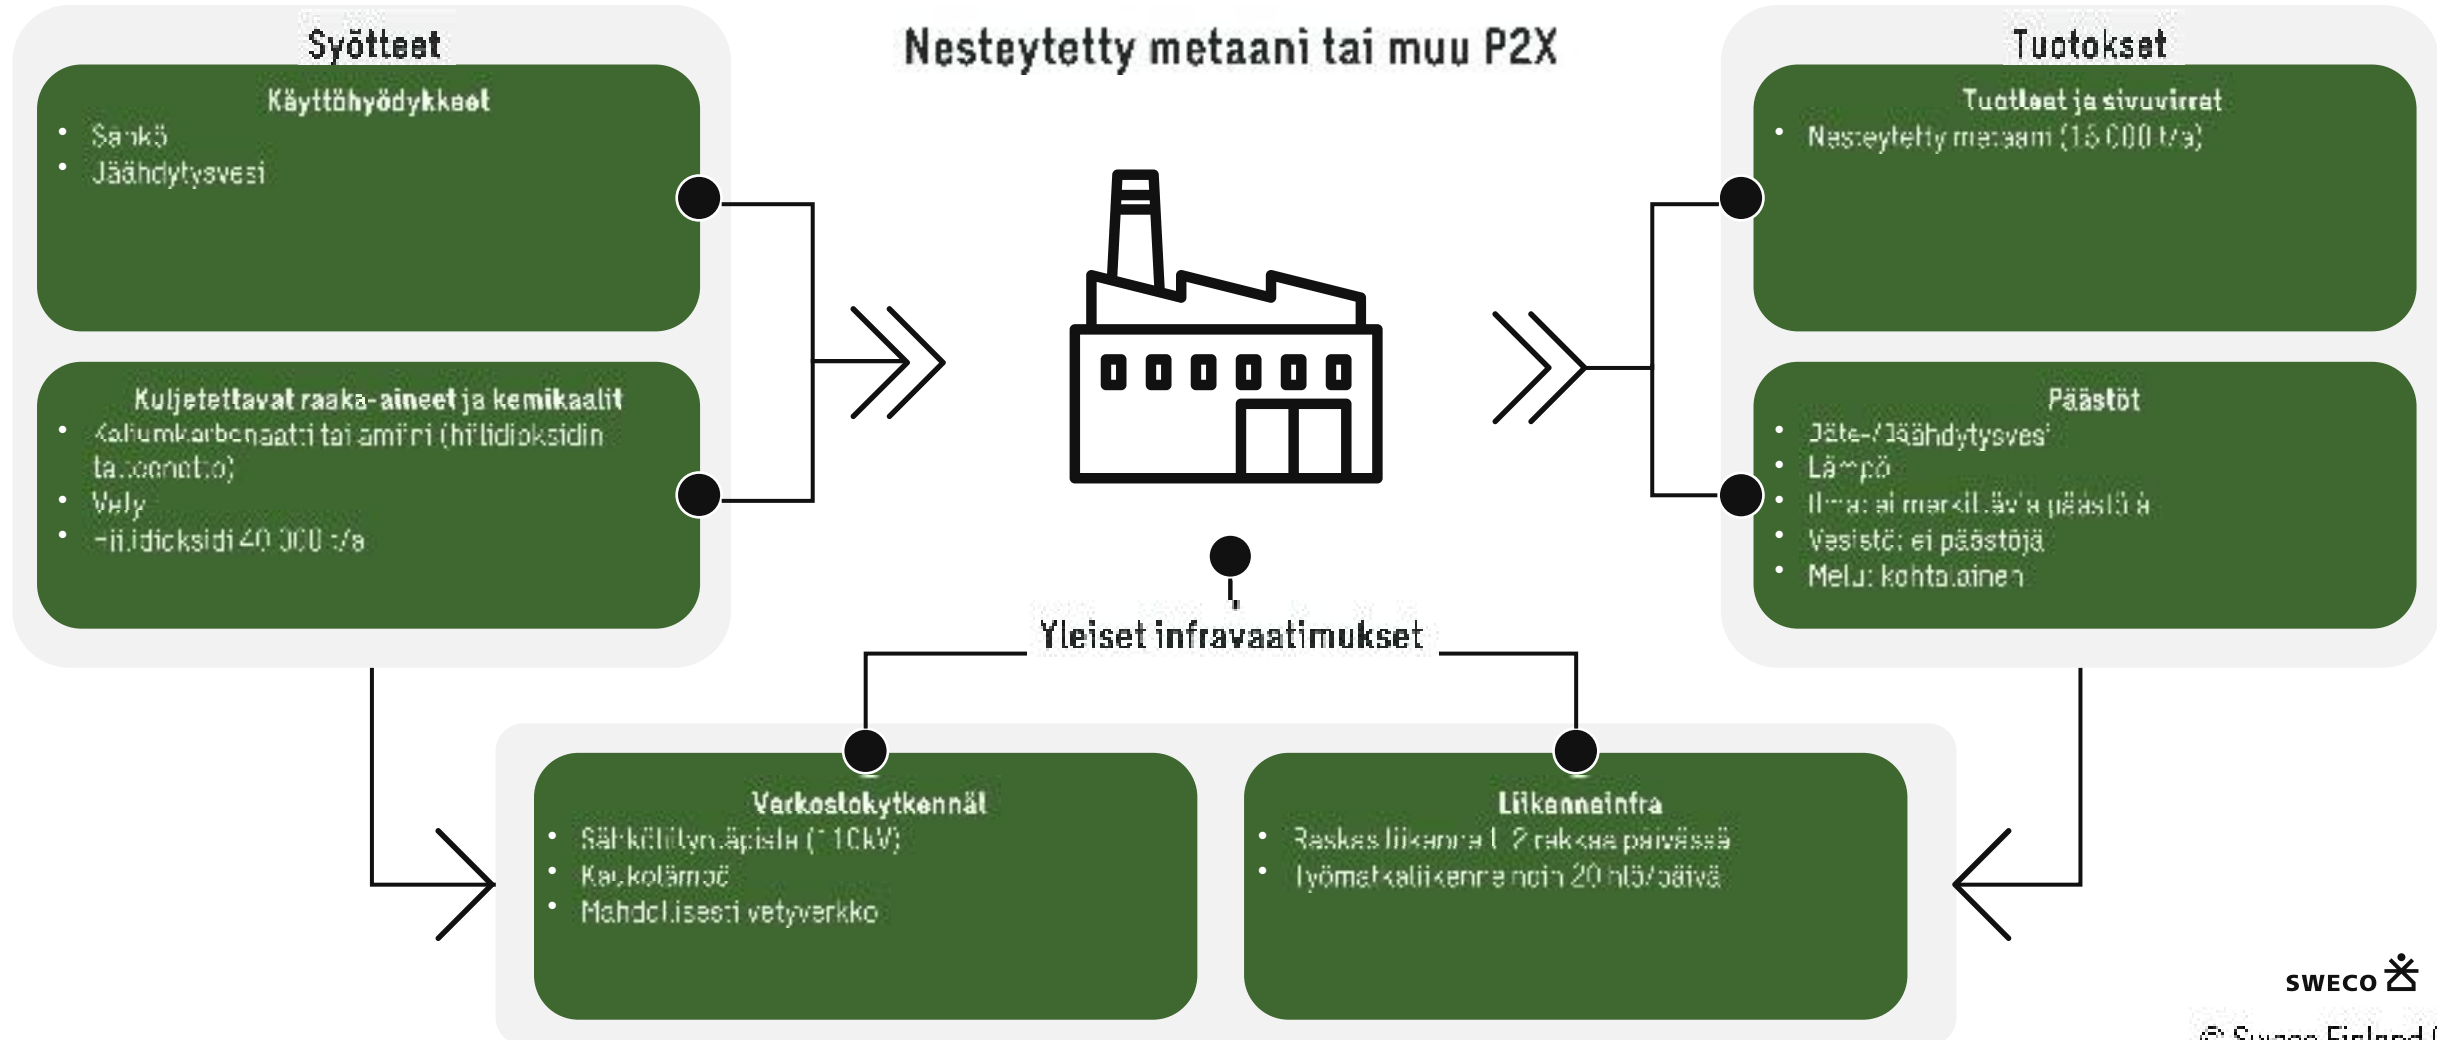 Syötteet
Käyttöhyödykkeet
Sähkö
Jäähdytysvesi
Kuljetettavat raaka-aineet ja kemikaalit
Kaliumkarbonaatti tai amiini (hiilidioksidin
talteenotto)
Vety
Hiilidioksidi 40 000 t/a
Nesteytetty metaani tai muu P2X
Tuotokset
Tuotteet ja sivuvirrat
Nesteytetty metaani (15 000 t/a)
Päästöt
Jäte-/Jäähdytysvesi
Lämpö
Ilma: ei merkittäviä päästöjä
Vesistö: ei päästöjä
Melu: kohtalainen
Yleiset infravaatimukset
Verkostokytkennät
Sähköliityntäpiste (110kV)
Kaukolämpö
Mahdollisesti vetyverkko
Liikenneinfra
Raskas liikenne 2 rekkaa päivässä
Työmatkaliikenne noin 20 hlö/päivä
SWECO
© Sweco Finland